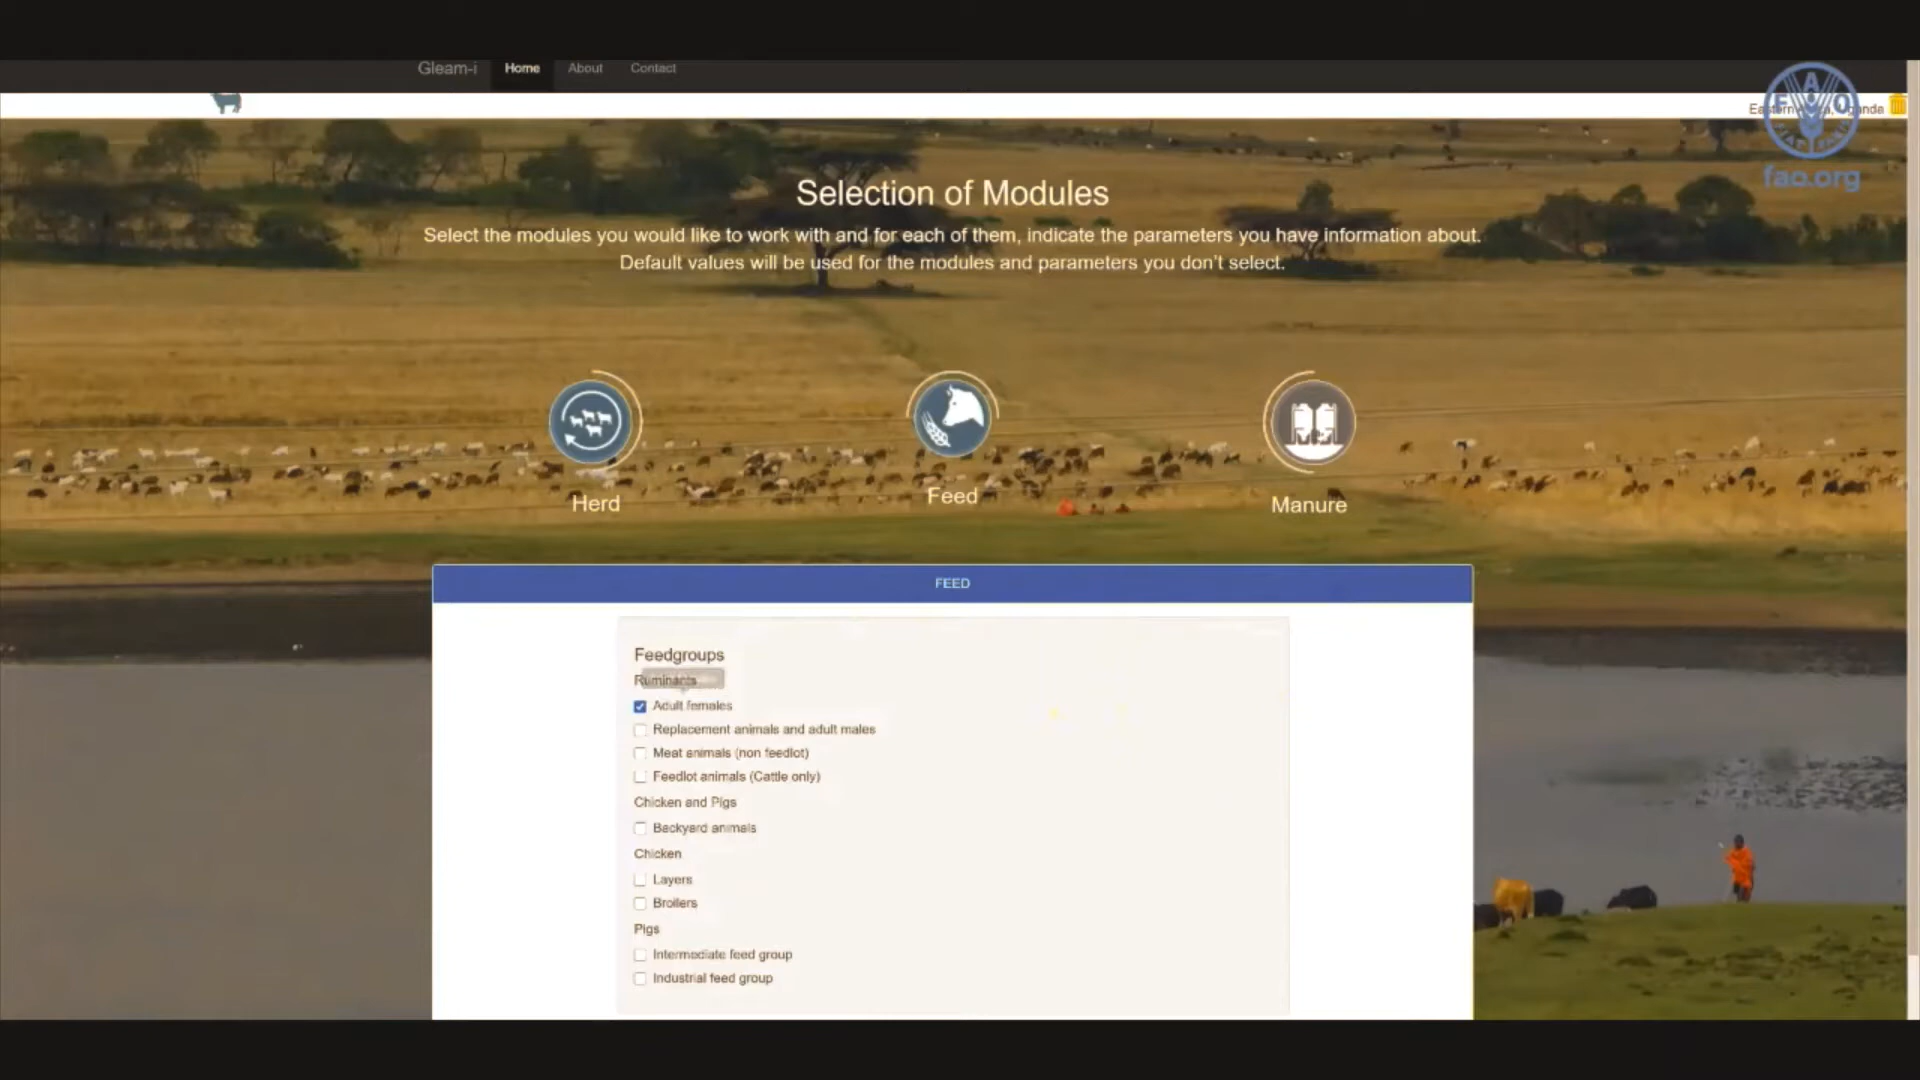 Gleam-i Home About Contact
Eastern
fao.org
Selection of Modules
Select the modules you would like to work with and for each of them, indicate the parameters you have information about.
Default values will be used for the modules and parameters you don't select.
Herd
Feed
Manure
FEED
Feedgroups
Ruminants
Adult females
Replacement animals and adult males
Meat animals (non feedlot)
Feedlot animals (Cattle only)
Chicken and Pigs
Backyard animals
Chicken
Layers
Broilers
Pigs
Intermediate feed group
Industrial feed group